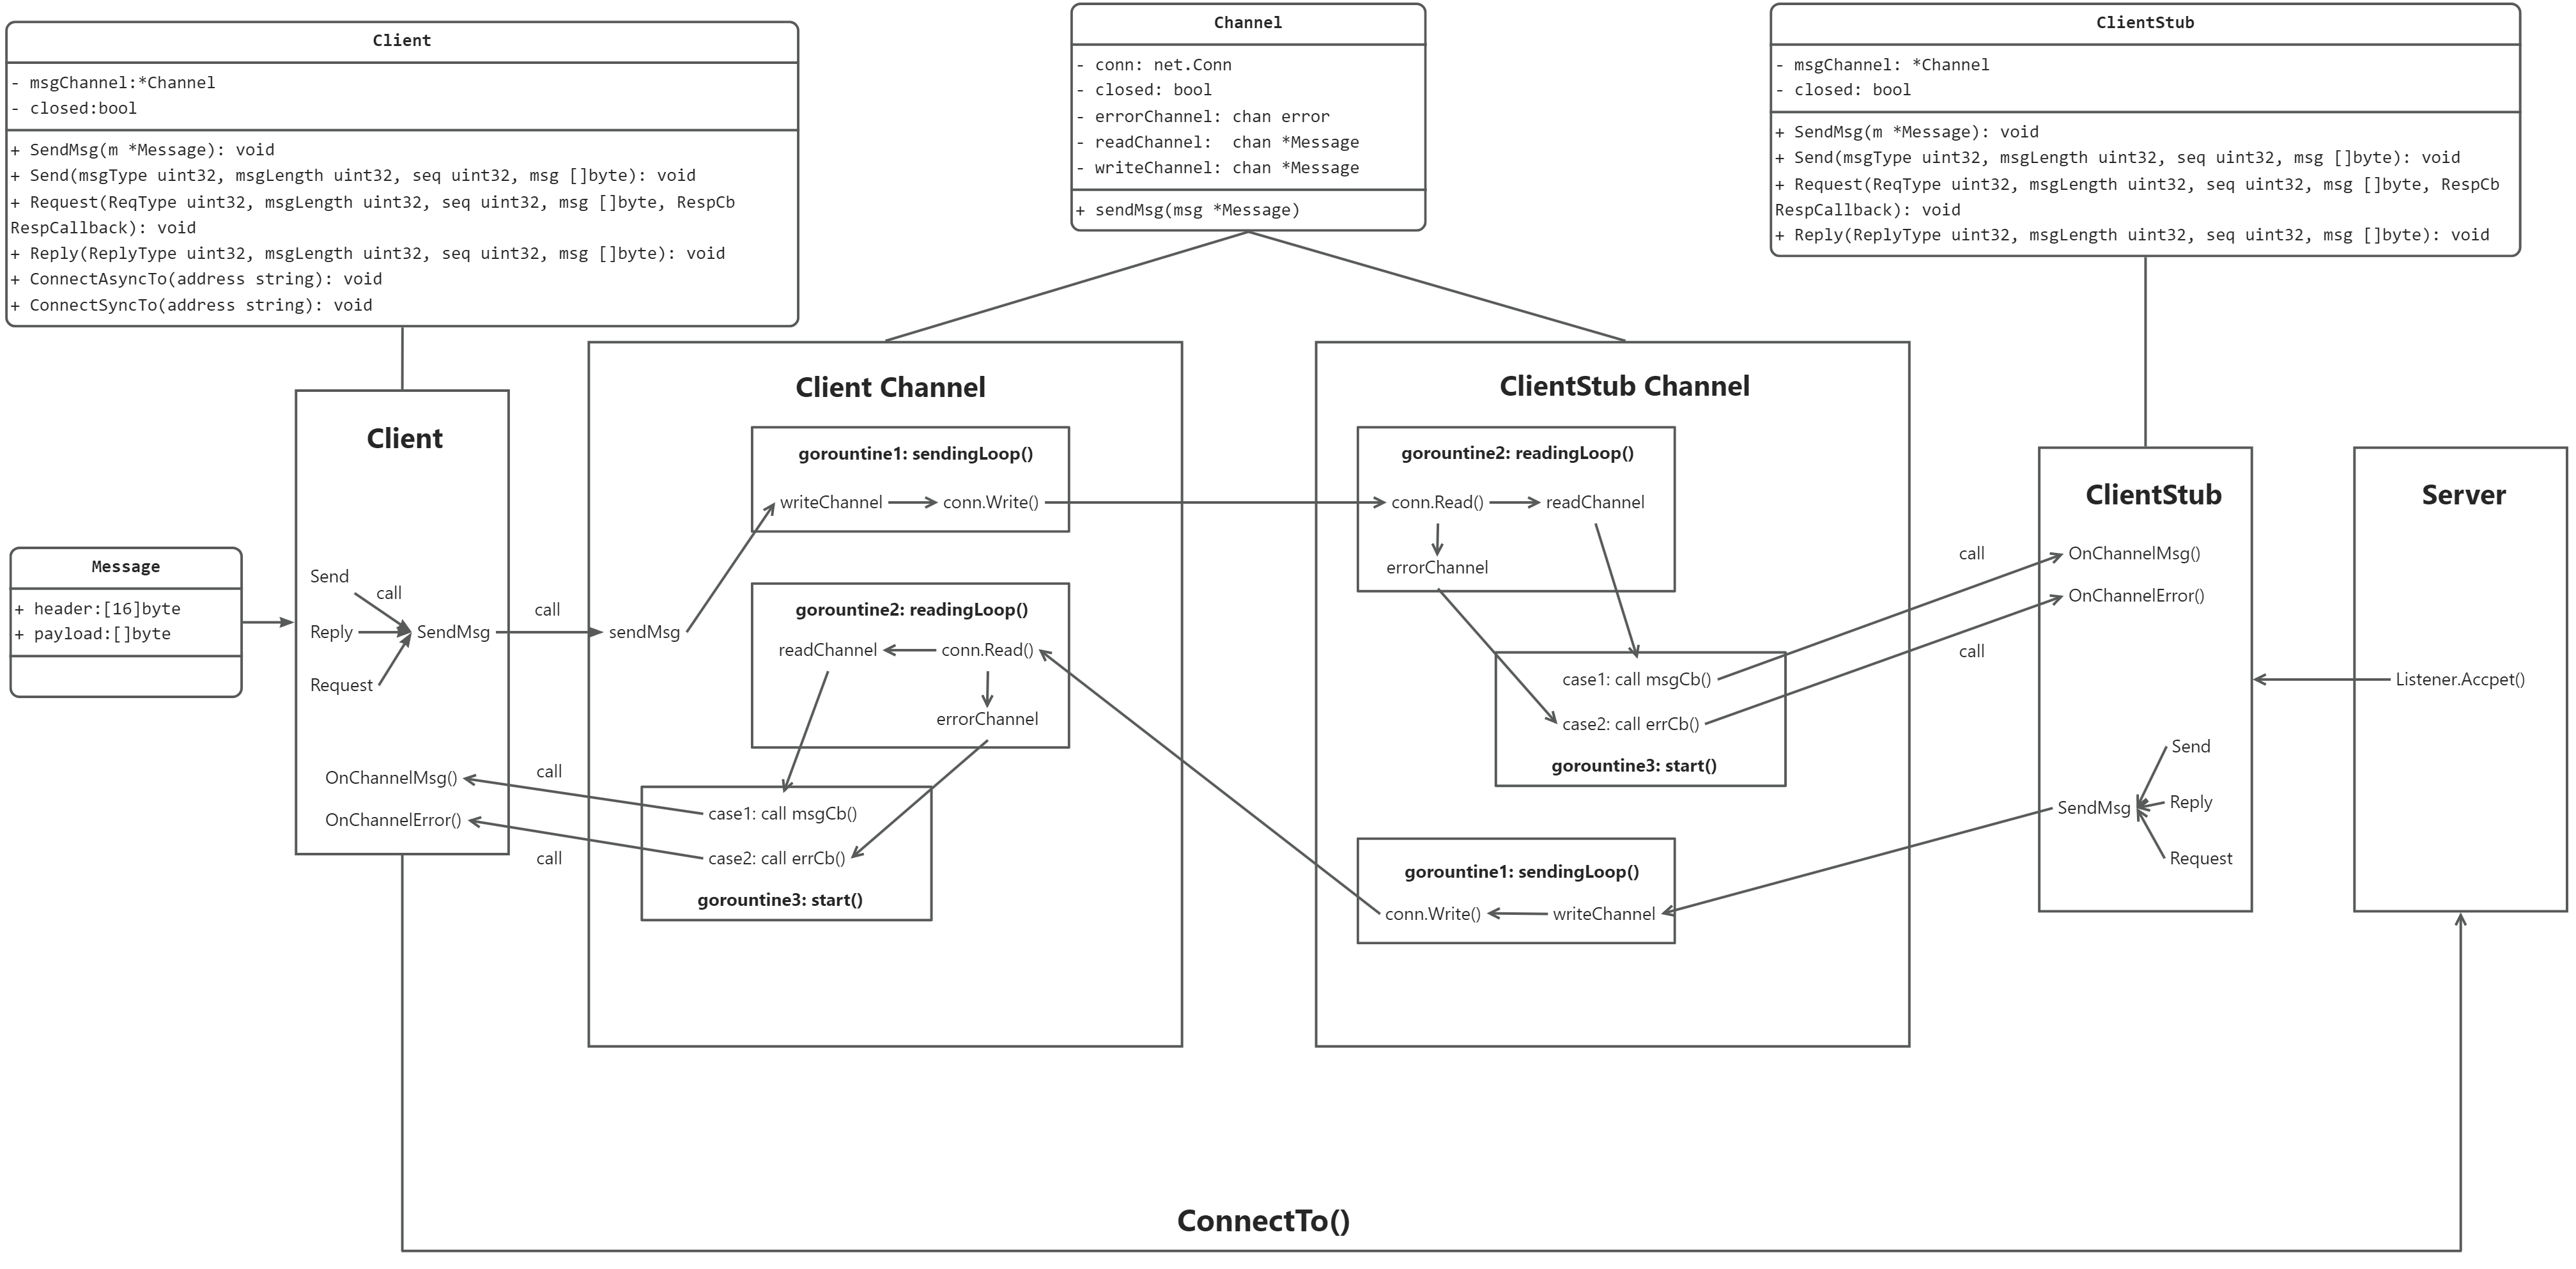 Client
- msgChannel:*Channel
- closed:bool
+ SendMsg(m *Message): void
+ Send(msgType uint32, msgLength uint32, seq uint32, msg []byte): void
+ Request(ReqType uint32, msgLength uint32, seq uint32, msg []byte, RespCb
RespCallback): void
+ Reply(ReplyType uint32, msgLength uint32, seq uint32, msg []byte): void
+ ConnectAsyncTo(address string): void
+ ConnectSyncTo(address string): void
Channel
- conn: net.Conn
- closed: bool
- errorChannel: chan error
- readChannel:  chan *Message
- writeChannel: chan *Message
+ sendMsg(msg *Message)
ClientStub
- msgChannel: *Channel
- closed: bool
+ SendMsg(m *Message): void
+ Send(msgType uint32, msgLength uint32, seq uint32, msg []byte): void
+ Request(ReqType uint32, msgLength uint32, seq uint32, msg []byte, RespCb
RespCallback): void
+ Reply(ReplyType uint32, msgLength uint32, seq uint32, msg []byte): void
Message
+ header:[16]byte
+ payload:[]byte
Client
Send
call
Reply
SendMsg
Request
OnChannelMsg()
OnChannelError()
call
call
call
Client Channel
gorountine1: sendingLoop()
writeChannel
conn.Write()
sendMsg
gorountine2: readingLoop()
readChannel
conn.Read()
errorChannel
case1: call msgCb()
case2: call errCb()
gorountine3: start()
ClientStub Channel
gorountine2: readingLoop()
conn.Read()
readChannel
errorChannel
case1: call msgCb()
case2: call errCb()
gorountine3: start()
gorountine1: sendingLoop()
conn.Write()
writeChannel
call
call
ClientStub
OnChannelMsg()
OnChannelError()
Send
SendMsg
Reply
Request
Server
Listener.Accpet()
ConnectTo()